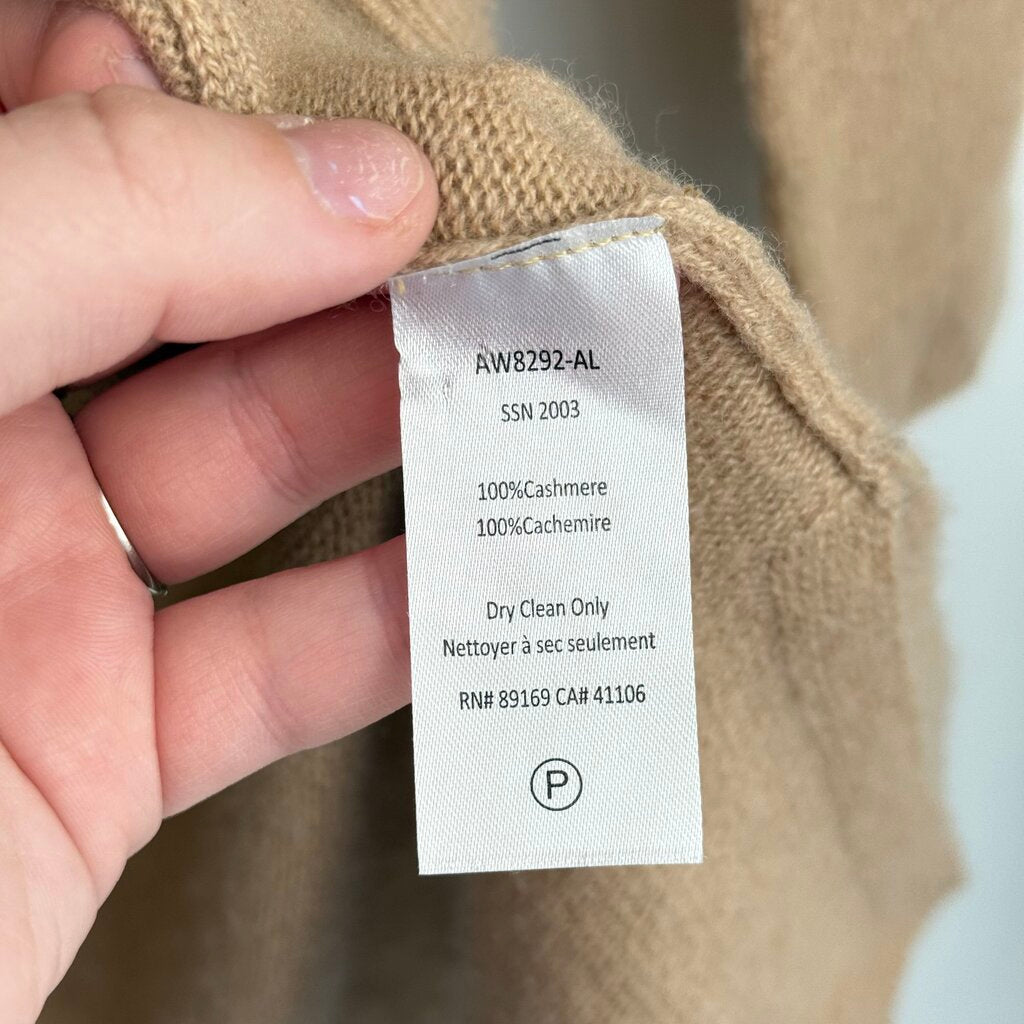 AW8292-AL
SSN 2003
100%Cashmere
100%Cachemire
Dry Clean Only
Nettoyer à sec seulement
RN# 89169 CA# 41106
P